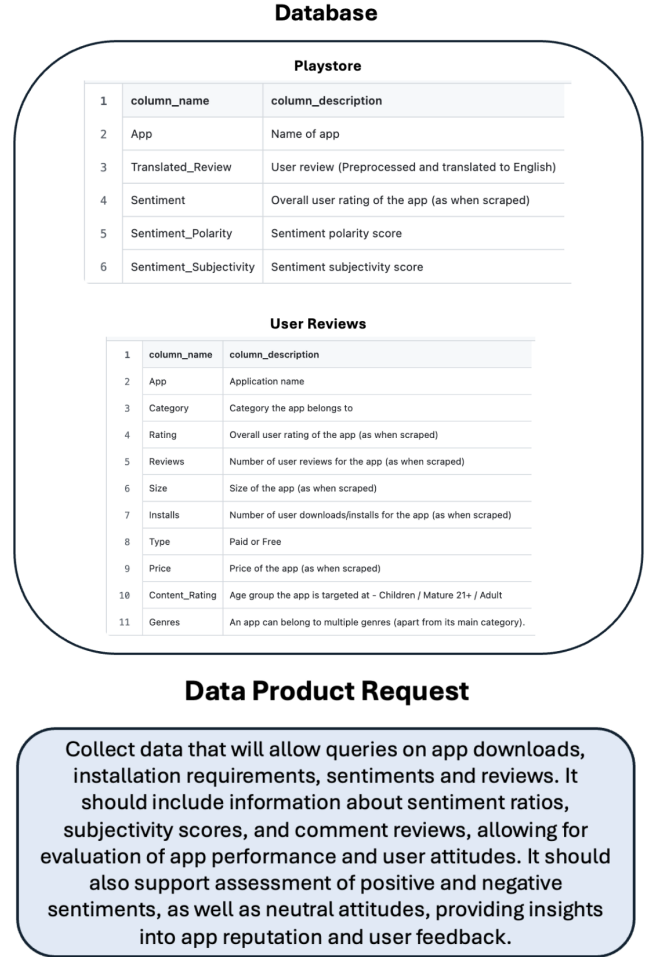 Database
Playstore
1 column_name column_description
2 App Name of app
3 Translated_Review User review (Preprocessed and translated to English)
4 Sentiment Overall user rating of the app (as when scraped)
5 Sentiment_Polarity Sentiment polarity score
6 Sentiment_Subjectivity Sentiment subjectivity score
User Reviews
1 column_name column_description
2 App Application name
3 Category Category the app belongs to
4 Rating Overall user rating of the app (as when scraped)
5 Reviews Number of user reviews for the app (as when scraped)
6 Size Size of the app (as when scraped)
7 Installs Number of user downloads/installs for the app (as when scraped)
8 Type Paid or Free
9 Price Price of the app (as when scraped)
10 Content_Rating Age group the app is targeted at - Children / Mature 21+ / Adult
11 Genres An app can belong to multiple genres (apart from its main category).
Data Product Request
Collect data that will allow queries on app downloads,
installation requirements, sentiments and reviews. It
should include information about sentiment ratios,
subjectivity scores, and comment reviews, allowing for
evaluation of app performance and user attitudes. It should
also support assessment of positive and negative
sentiments, as well as neutral attitudes, providing insights
into app reputation and user feedback.